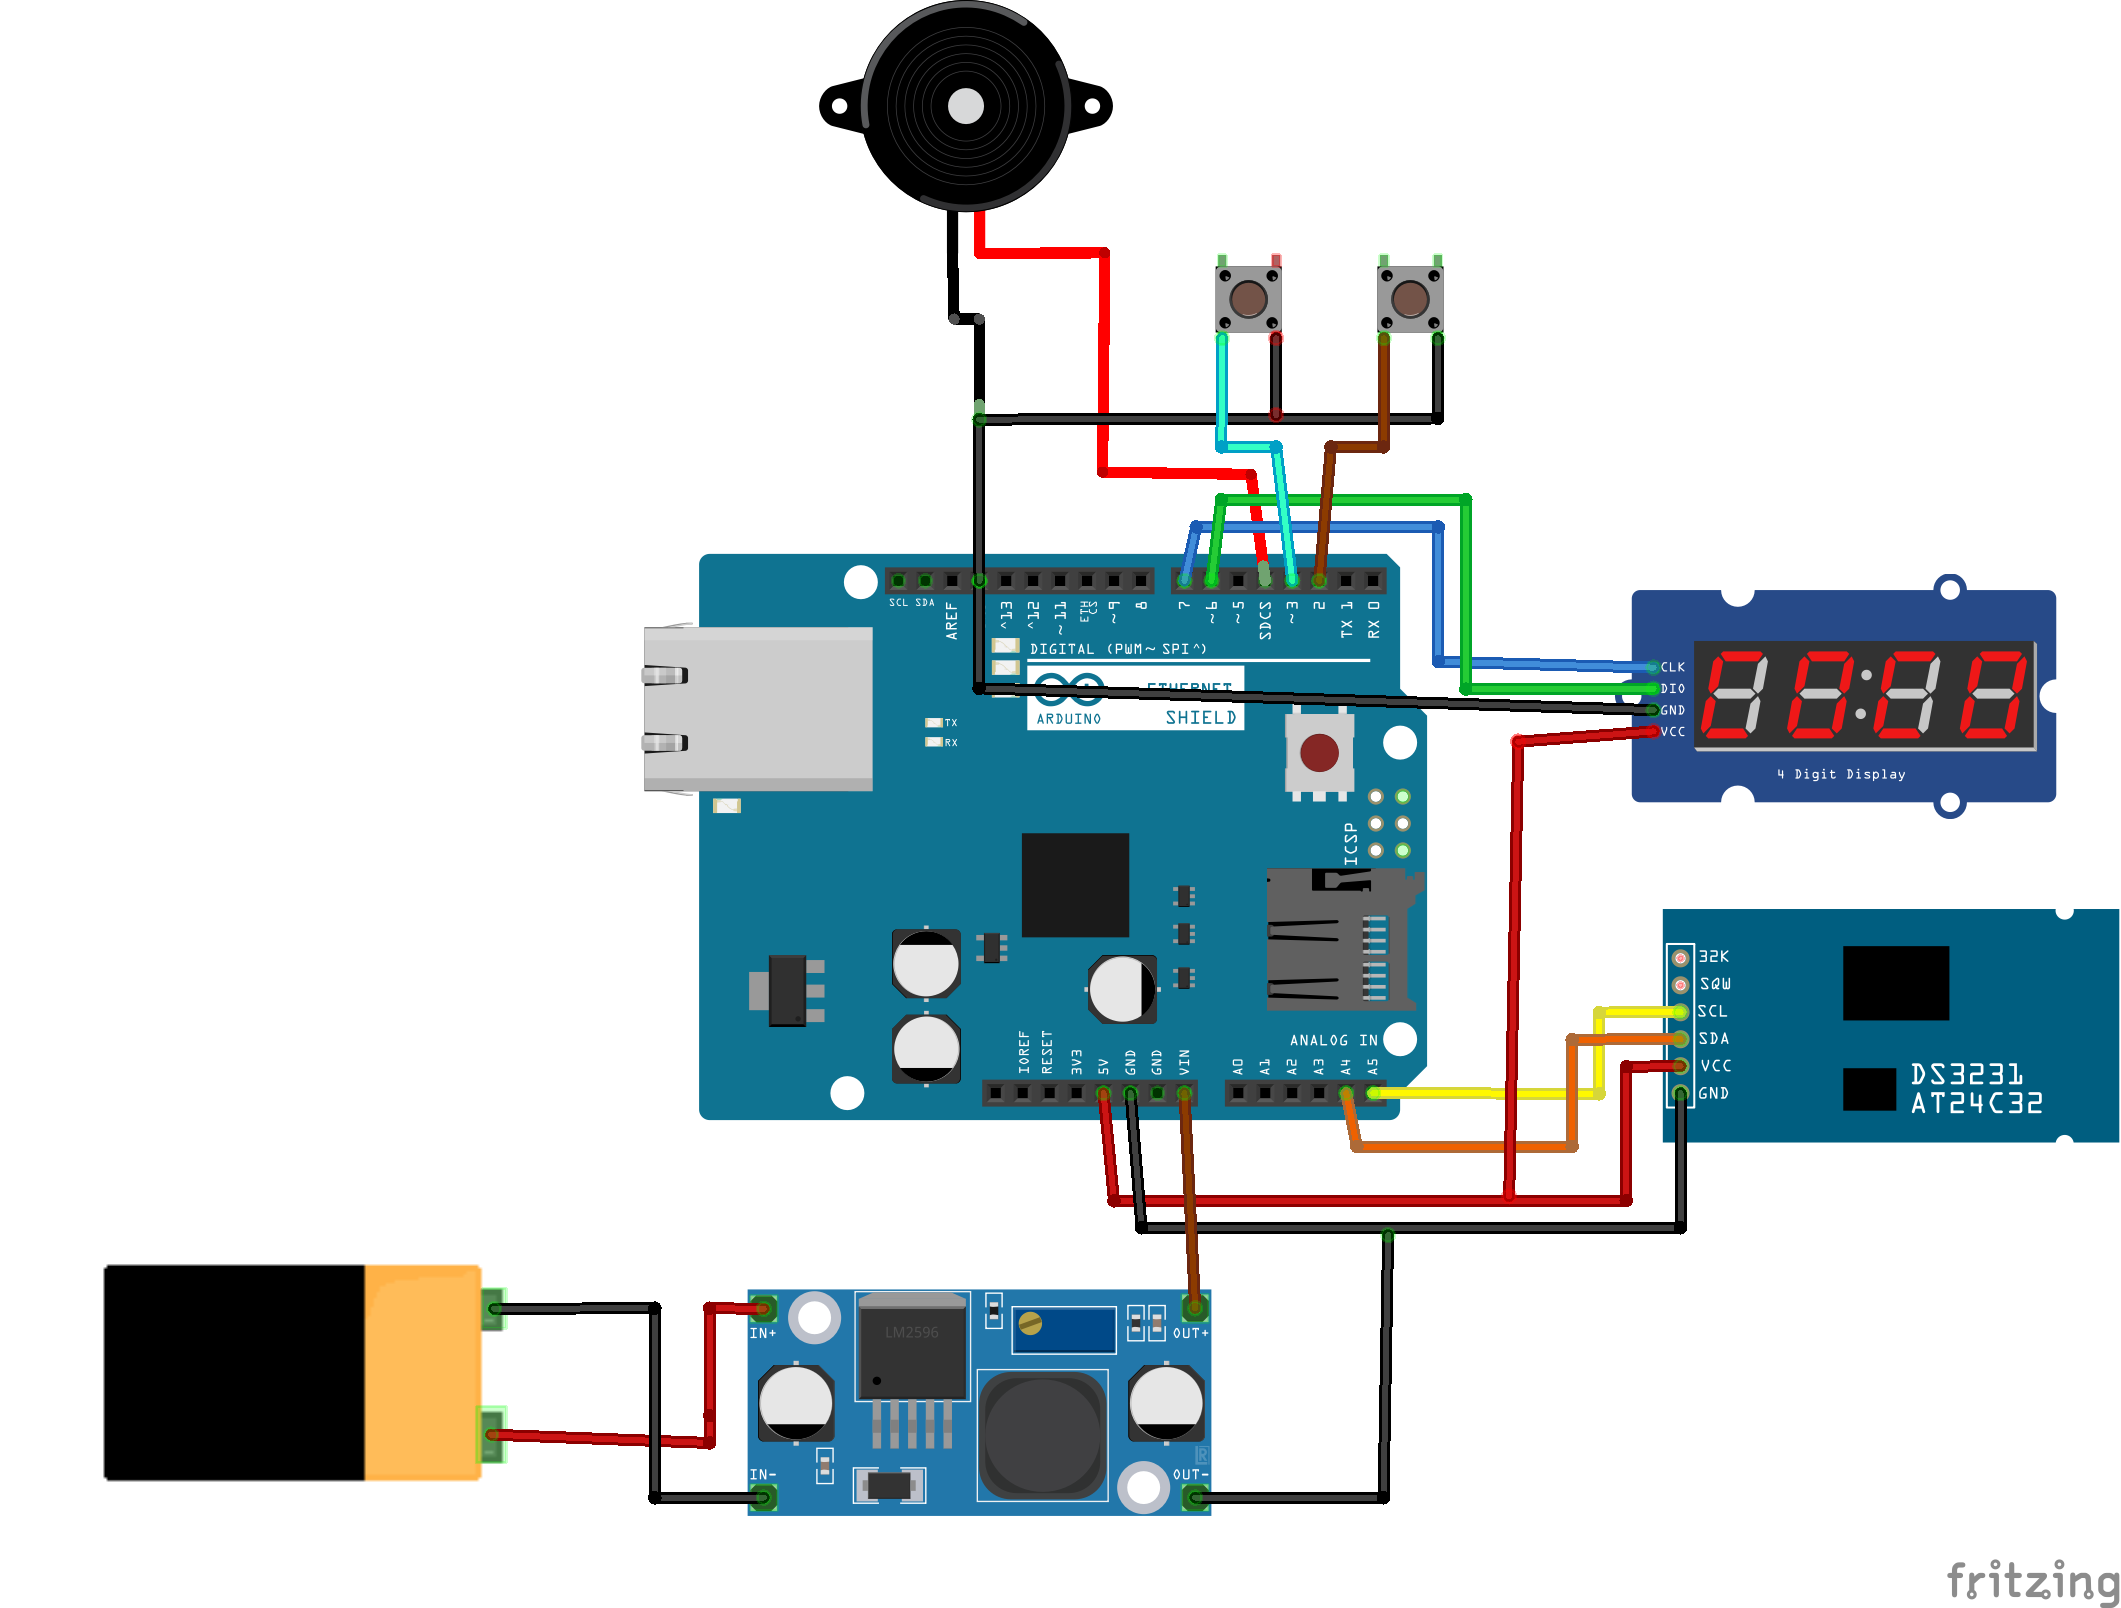 SCL SDA
AREF
^13
^12
~11
ETH CS
~9
8
7
~6
~5
SDCS
~3
2
TX 1
RX 0
DIGITAL (PWM~ SPI^)
ARDUINO
ETHERNET
SHIELD
TX
RX
CLK
DIO
GND
VCC
4 Digit Display
ICSP
32K
SQW
SCL
SDA
VCC
GND
DS3231
AT24C32
ANALOG IN
IOREF
RESET
3V3
5V
GND
GND
VIN
A0
A1
A2
A3
A4
A5
IN+
LM2596
OUT+
IN-
OUT-
fritzing